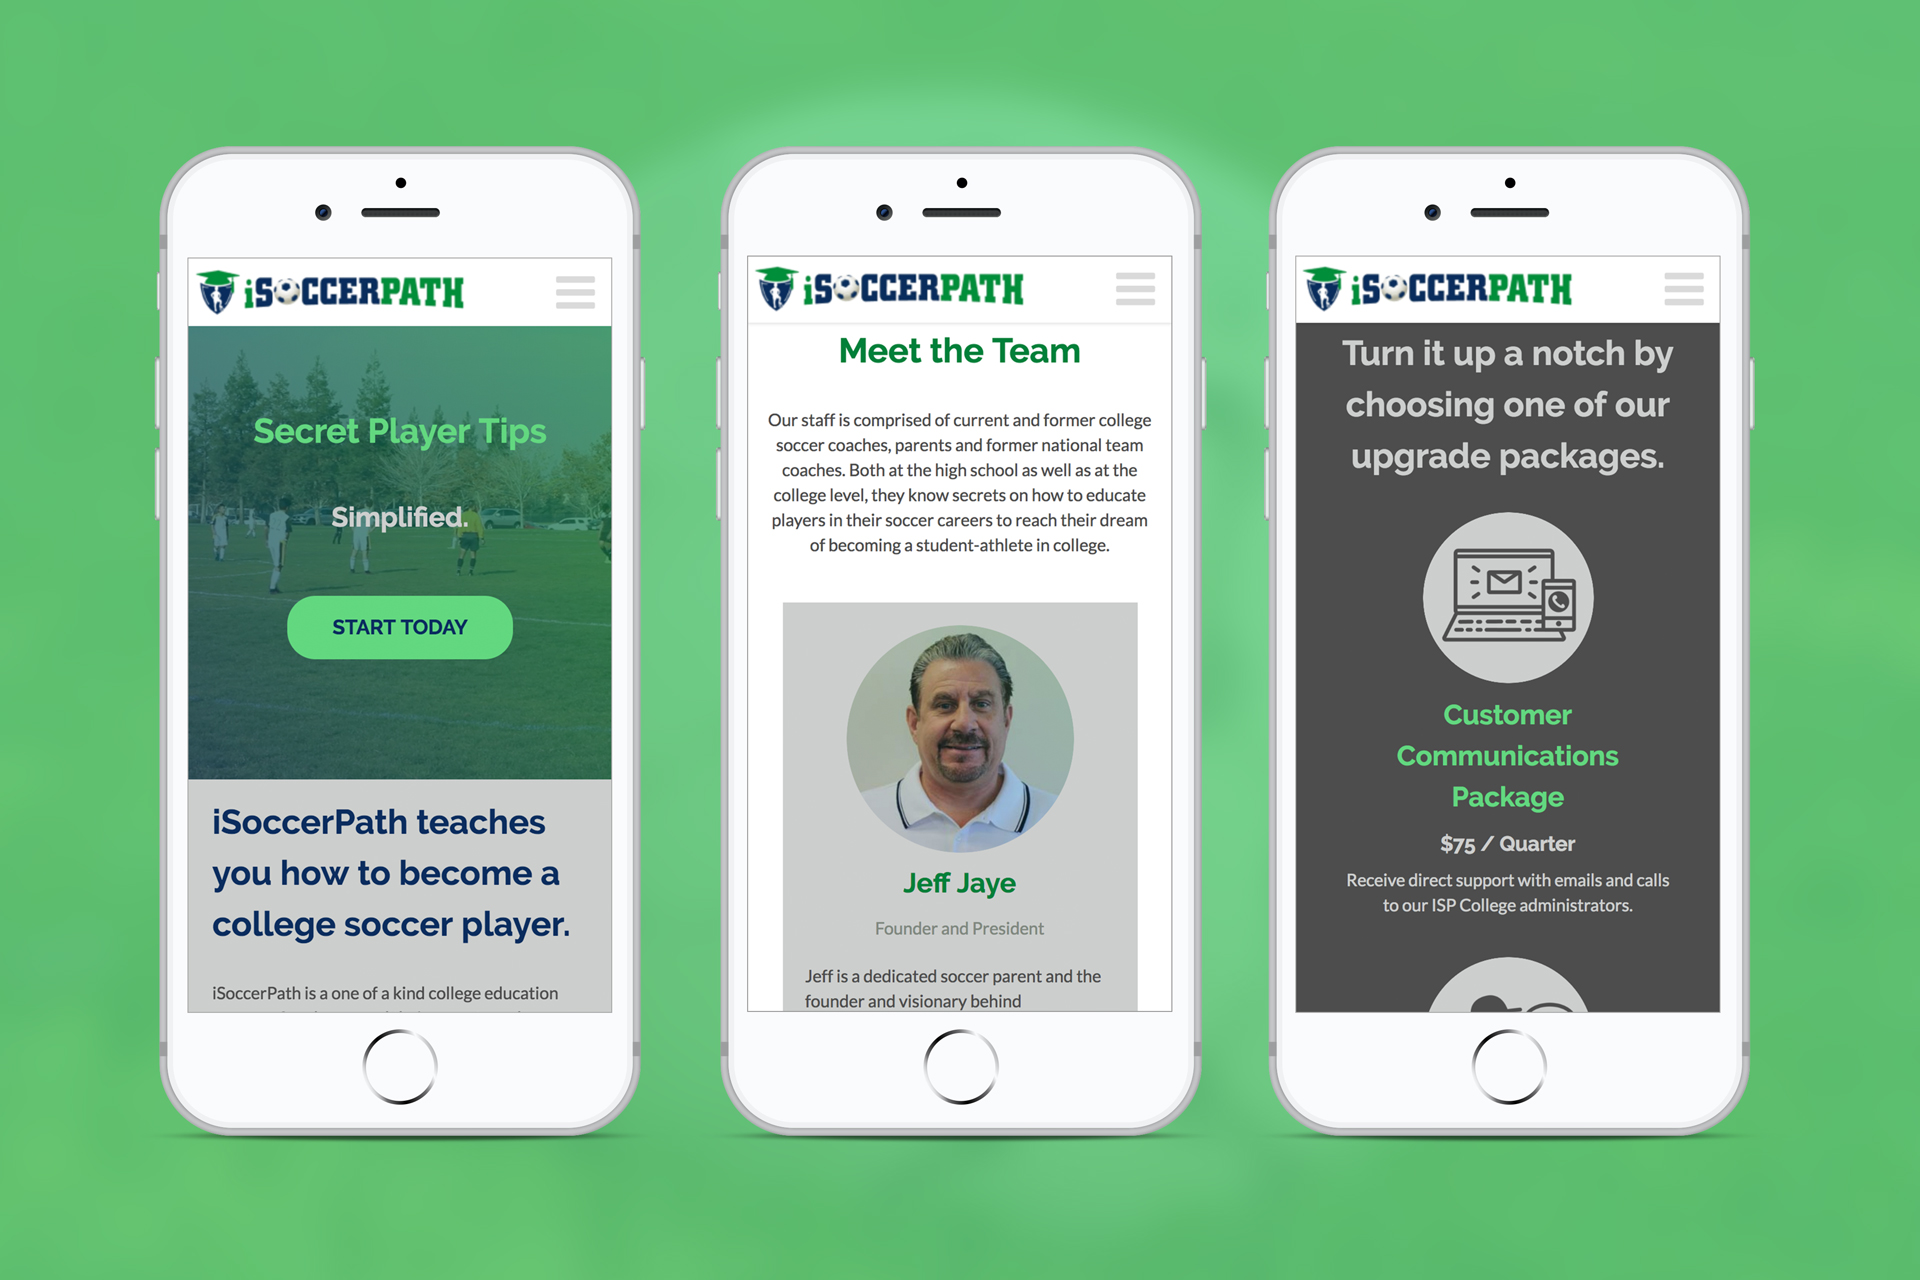 iSOCCERPATH
Secret Player Tips
Simplified.
START TODAY
iSoccerPath teaches
you how to become a
college soccer player.
iSoccerPath is a one of a kind college education
iSOCCERPATH
Meet the Team
Our staff is comprised of current and former college
soccer coaches, parents and former national team
coaches. Both at the high school as well as at the
college level, they know secrets on how to educate
players in their soccer careers to reach their dream
of becoming a student-athlete in college.
Jeff Jaye
Founder and President
Jeff is a dedicated soccer parent and the
founder and visionary behind
iSOCCERPATH
Turn it up a notch by
choosing one of our
upgrade packages.
Customer
Communications
Package
$75 / Quarter
Receive direct support with emails and calls
to our ISP College administrators.